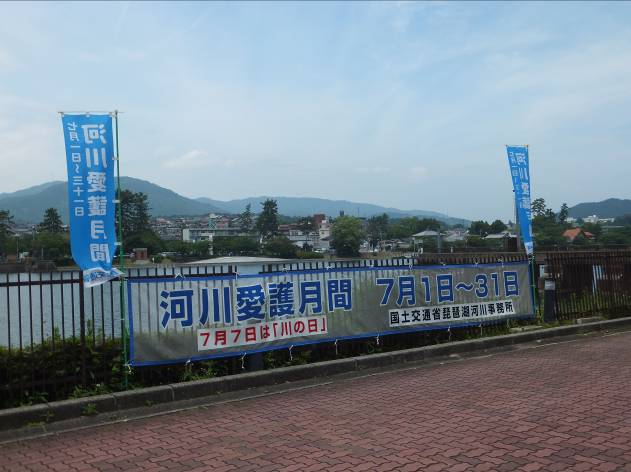 河川愛護月間
七月一日～三十一日
河川愛護月間 7月1日～31日
7月7日は「川の日」
国土交通省琵琶湖河川事務所
河川愛護